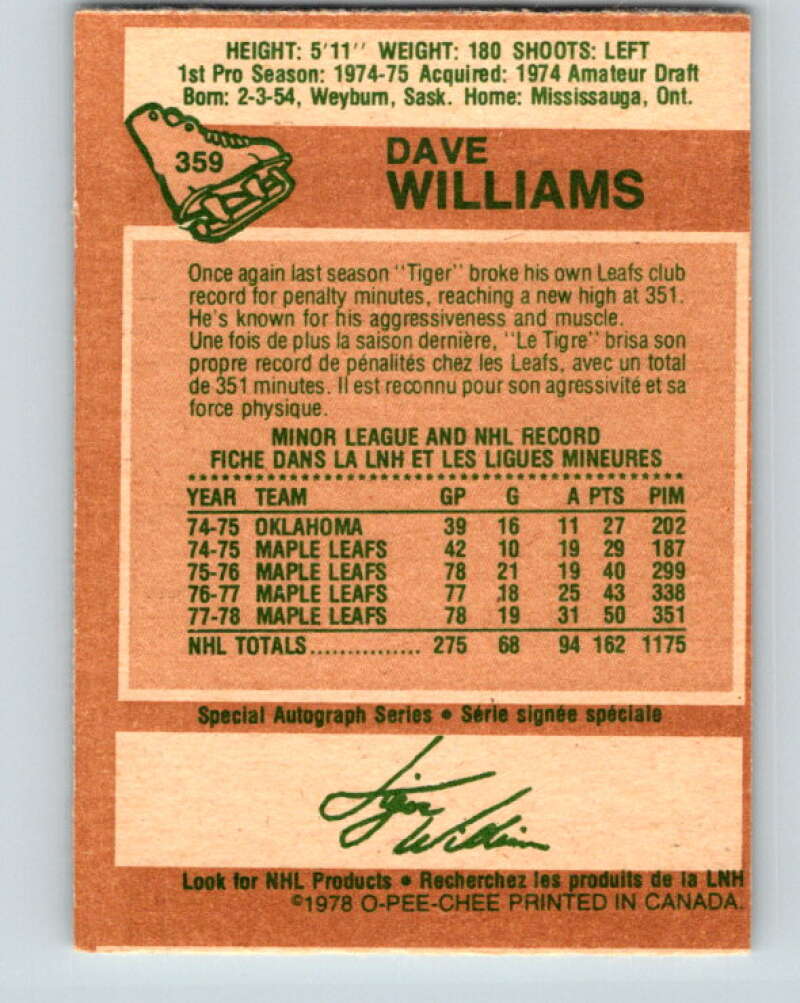 HEIGHT: 5'11'' WEIGHT: 180 SHOOTS: LEFT
1st Pro Season: 1974-75 Acquired: 1974 Amateur Draft
Born: 2-3-54, Weyburn, Sask. Home: Mississauga, Ont.
359
DAVE
WILLIAMS
Once again last season "Tiger" broke his own Leafs club
record for penalty minutes, reaching a new high at 351.
He's known for his aggressiveness and muscle.
Une fois de plus la saison dernière, "Le Tigre" brisa son
propre record de pénalités chez les Leafs, avec un total
de 351 minutes. Il est reconnu pour son agressivité et sa
force physique.
MINOR LEAGUE AND NHL RECORD
FICHE DANS LA LNH ET LES LIGUES MINEURES
YEAR TEAM GP G A PTS PIM
74-75 OKLAHOMA 39 16 11 27 202
74-75 MAPLE LEAFS 42 10 19 29 187
75-76 MAPLE LEAFS 78 21 19 40 299
76-77 MAPLE LEAFS 77 18 25 43 338
77-78 MAPLE LEAFS 78 19 31 50 351
NHL TOTALS............... 275 68 94 162 1175
Special Autograph Series • Série signée spéciale
Tiger
Williams
Look for NHL Products • Recherchez les produits de la LNH
©1978 O-PEE-CHEE PRINTED IN CANADA.